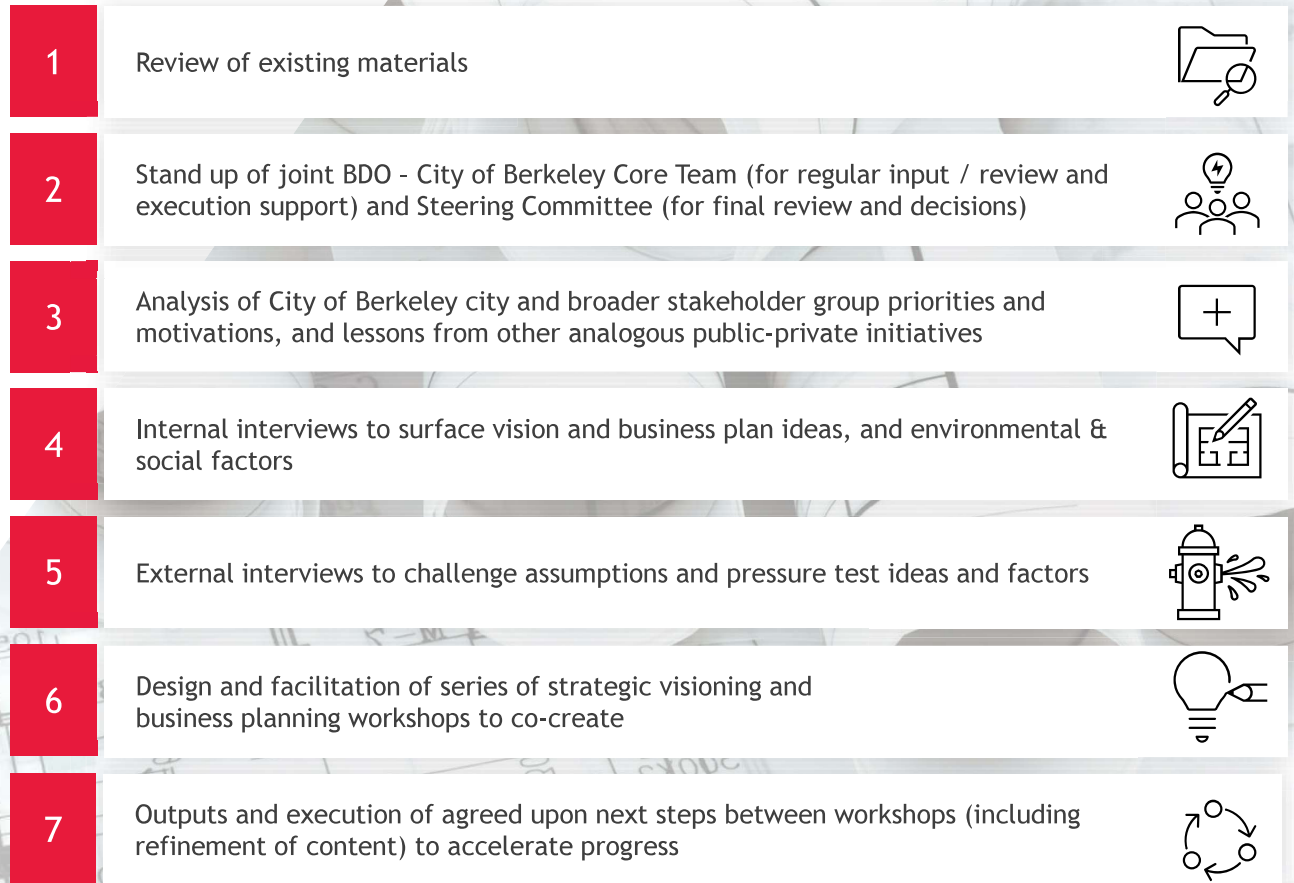 1
Review of existing materials
2
Stand up of joint BDO – City of Berkeley Core Team (for regular input / review and
execution support) and Steering Committee (for final review and decisions)
3
Analysis of City of Berkeley city and broader stakeholder group priorities and
motivations, and lessons from other analogous public-private initiatives
4
Internal interviews to surface vision and business plan ideas, and environmental &
social factors
5
External interviews to challenge assumptions and pressure test ideas and factors
6
Design and facilitation of series of strategic visioning and
business planning workshops to co-create
7
Outputs and execution of agreed upon next steps between workshops (including
refinement of content) to accelerate progress